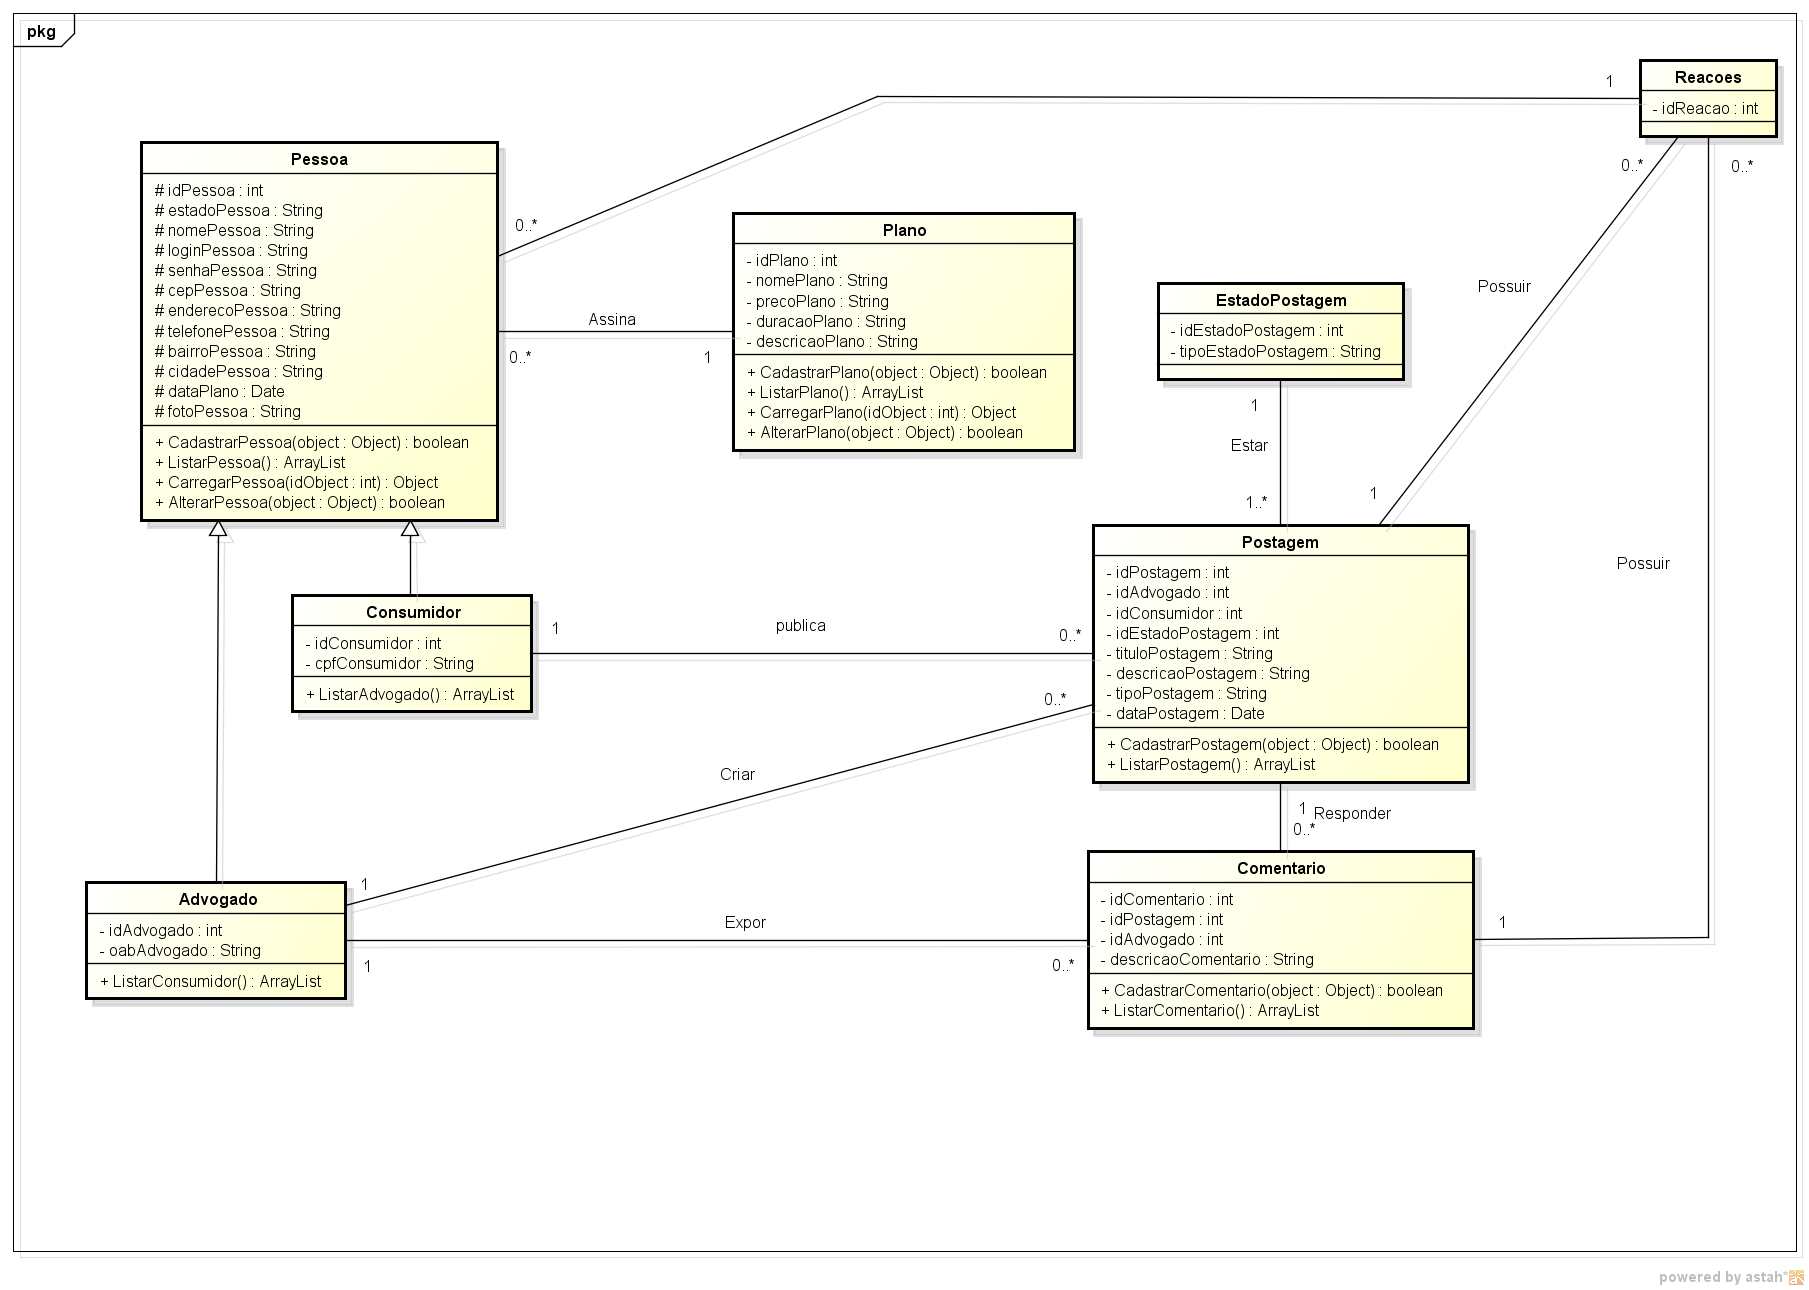 pkg
Reacoes
- idReacao : int
1
0..*
0..*
Pessoa
# idPessoa : int
# estadoPessoa : String
# nomePessoa : String
# loginPessoa : String
# senhaPessoa : String
# cepPessoa : String
# enderecoPessoa : String
# telefonePessoa : String
# bairroPessoa : String
# cidadePessoa : String
# dataPlano : Date
# fotoPessoa : String
+ CadastrarPessoa(object : Object) : boolean
+ ListarPessoa() : ArrayList
+ CarregarPessoa(idObject : int) : Object
+ AlterarPessoa(object : Object) : boolean
0..*
Assina
0..*
1
Plano
- idPlano : int
- nomePlano : String
- precoPlano : String
- duracaoPlano : String
- descricaoPlano : String
+ CadastrarPlano(object : Object) : boolean
+ ListarPlano() : ArrayList
+ CarregarPlano(idObject : int) : Object
+ AlterarPlano(object : Object) : boolean
EstadoPostagem
- idEstadoPostagem : int
- tipoEstadoPostagem : String
1
Estar
1..*
Possuir
1
Possuir
Postagem
- idPostagem : int
- idAdvogado : int
- idConsumidor : int
- idEstadoPostagem : int
- tituloPostagem : String
- descricaoPostagem : String
- tipoPostagem : String
- dataPostagem : Date
+ CadastrarPostagem(object : Object) : boolean
+ ListarPostagem() : ArrayList
Consumidor
- idConsumidor : int
- cpfConsumidor : String
+ ListarAdvogado() : ArrayList
1
publica
0..*
0..*
Criar
1
1
Responder
0..*
Advogado
- idAdvogado : int
- oabAdvogado : String
+ ListarConsumidor() : ArrayList
Expor
1
0..*
Comentario
- idComentario : int
- idPostagem : int
- idAdvogado : int
- descricaoComentario : String
+ CadastrarComentario(object : Object) : boolean
+ ListarComentario() : ArrayList
1
powered by astah*